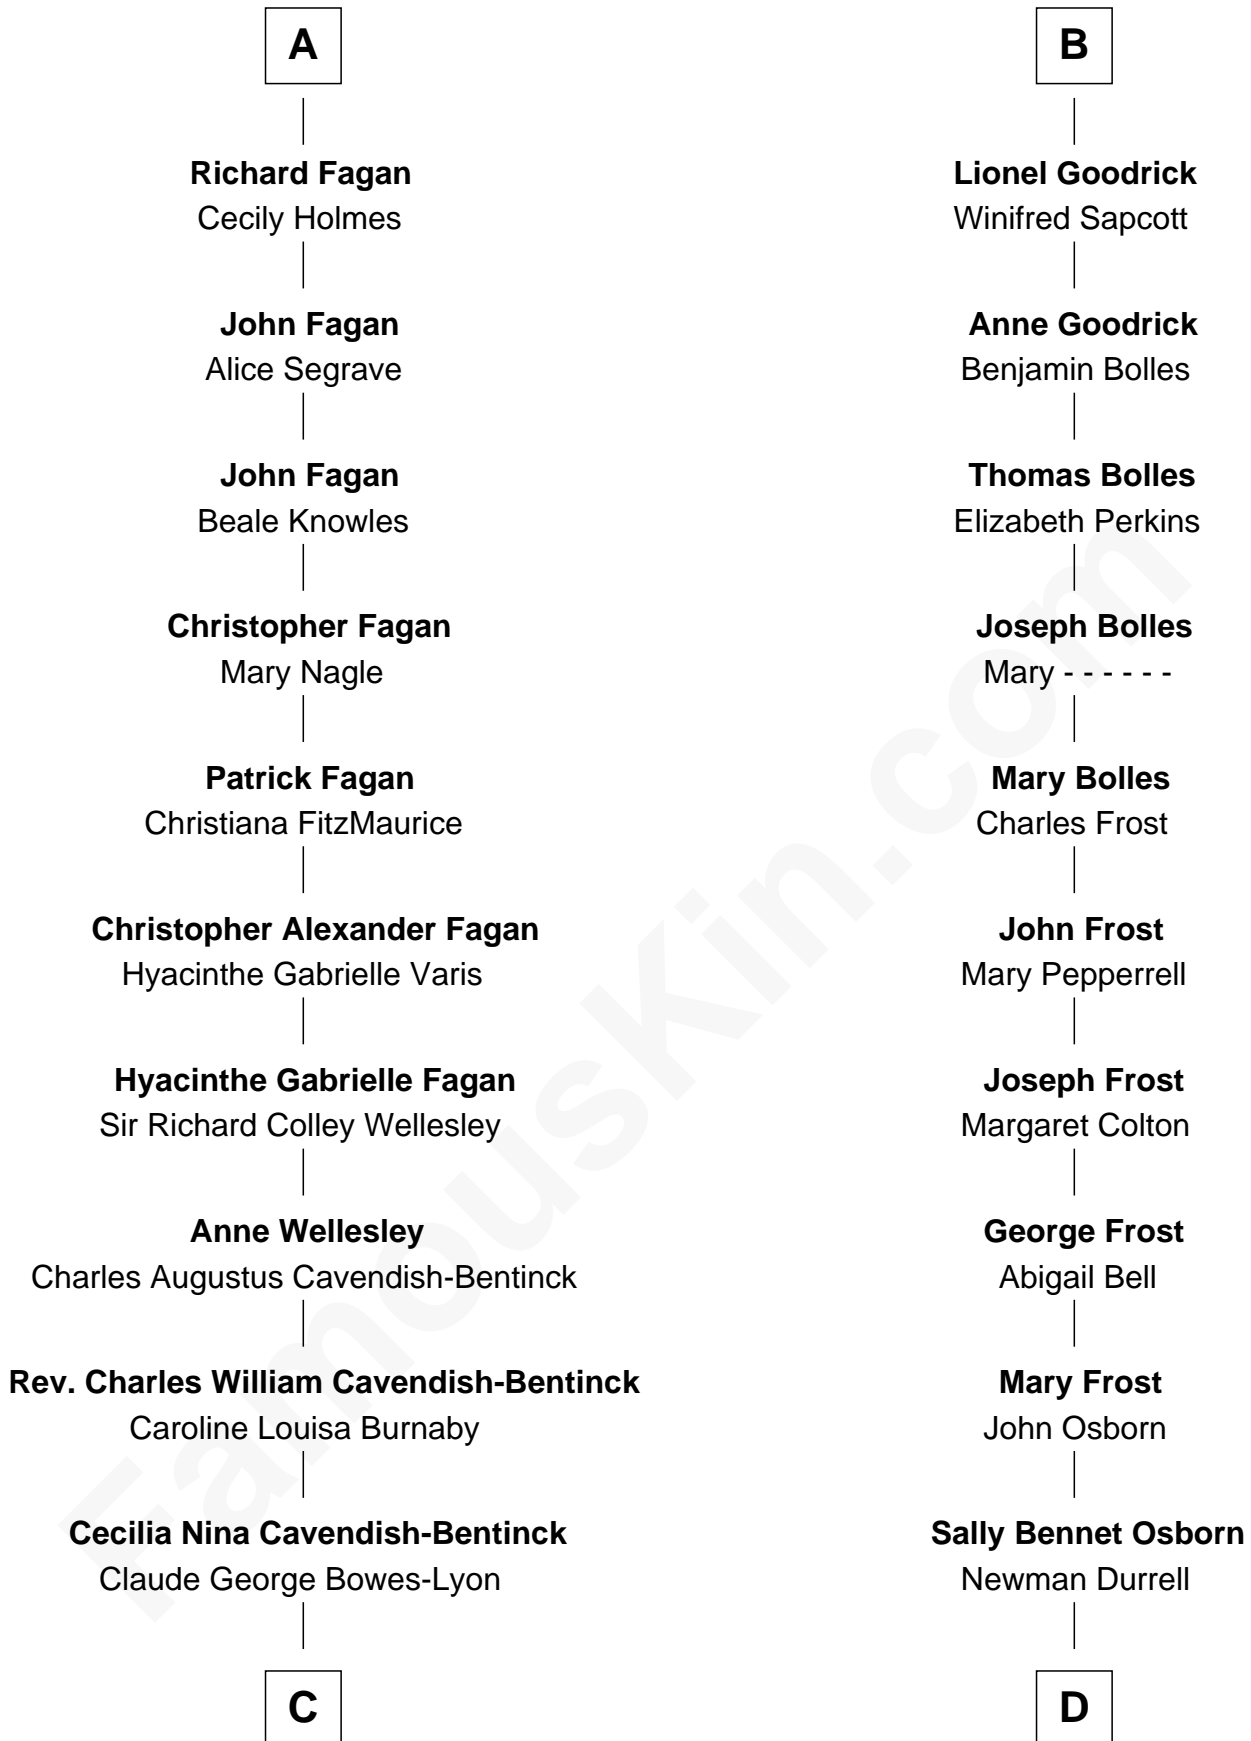 A
Richard Fagan
Cecily Holmes
John Fagan
Alice Segrave
John Fagan
Beale Knowles
Christopher Fagan
Mary Nagle
Patrick Fagan
Christiana FitzMaurice
Christopher Alexander Fagan
Hyacinthe Gabrielle Varis
Hyacinthe Gabrielle Fagan
Sir Richard Colley Wellesley
Anne Wellesley
Charles Augustus Cavendish-Bentinck
Rev. Charles William Cavendish-Bentinck
Caroline Louisa Burnaby
Cecilia Nina Cavendish-Bentinck
Claude George Bowes-Lyon
C
B
Lionel Goodrick
Winifred Sapcott
Anne Goodrick
Benjamin Bolles
Thomas Bolles
Elizabeth Perkins
Joseph Bolles
Mary - - - - - -
Mary Bolles
Charles Frost
John Frost
Mary Pepperrell
Joseph Frost
Margaret Colton
George Frost
Abigail Bell
Mary Frost
John Osborn
Sally Bennet Osborn
Newman Durrell
D
FamousKin.com